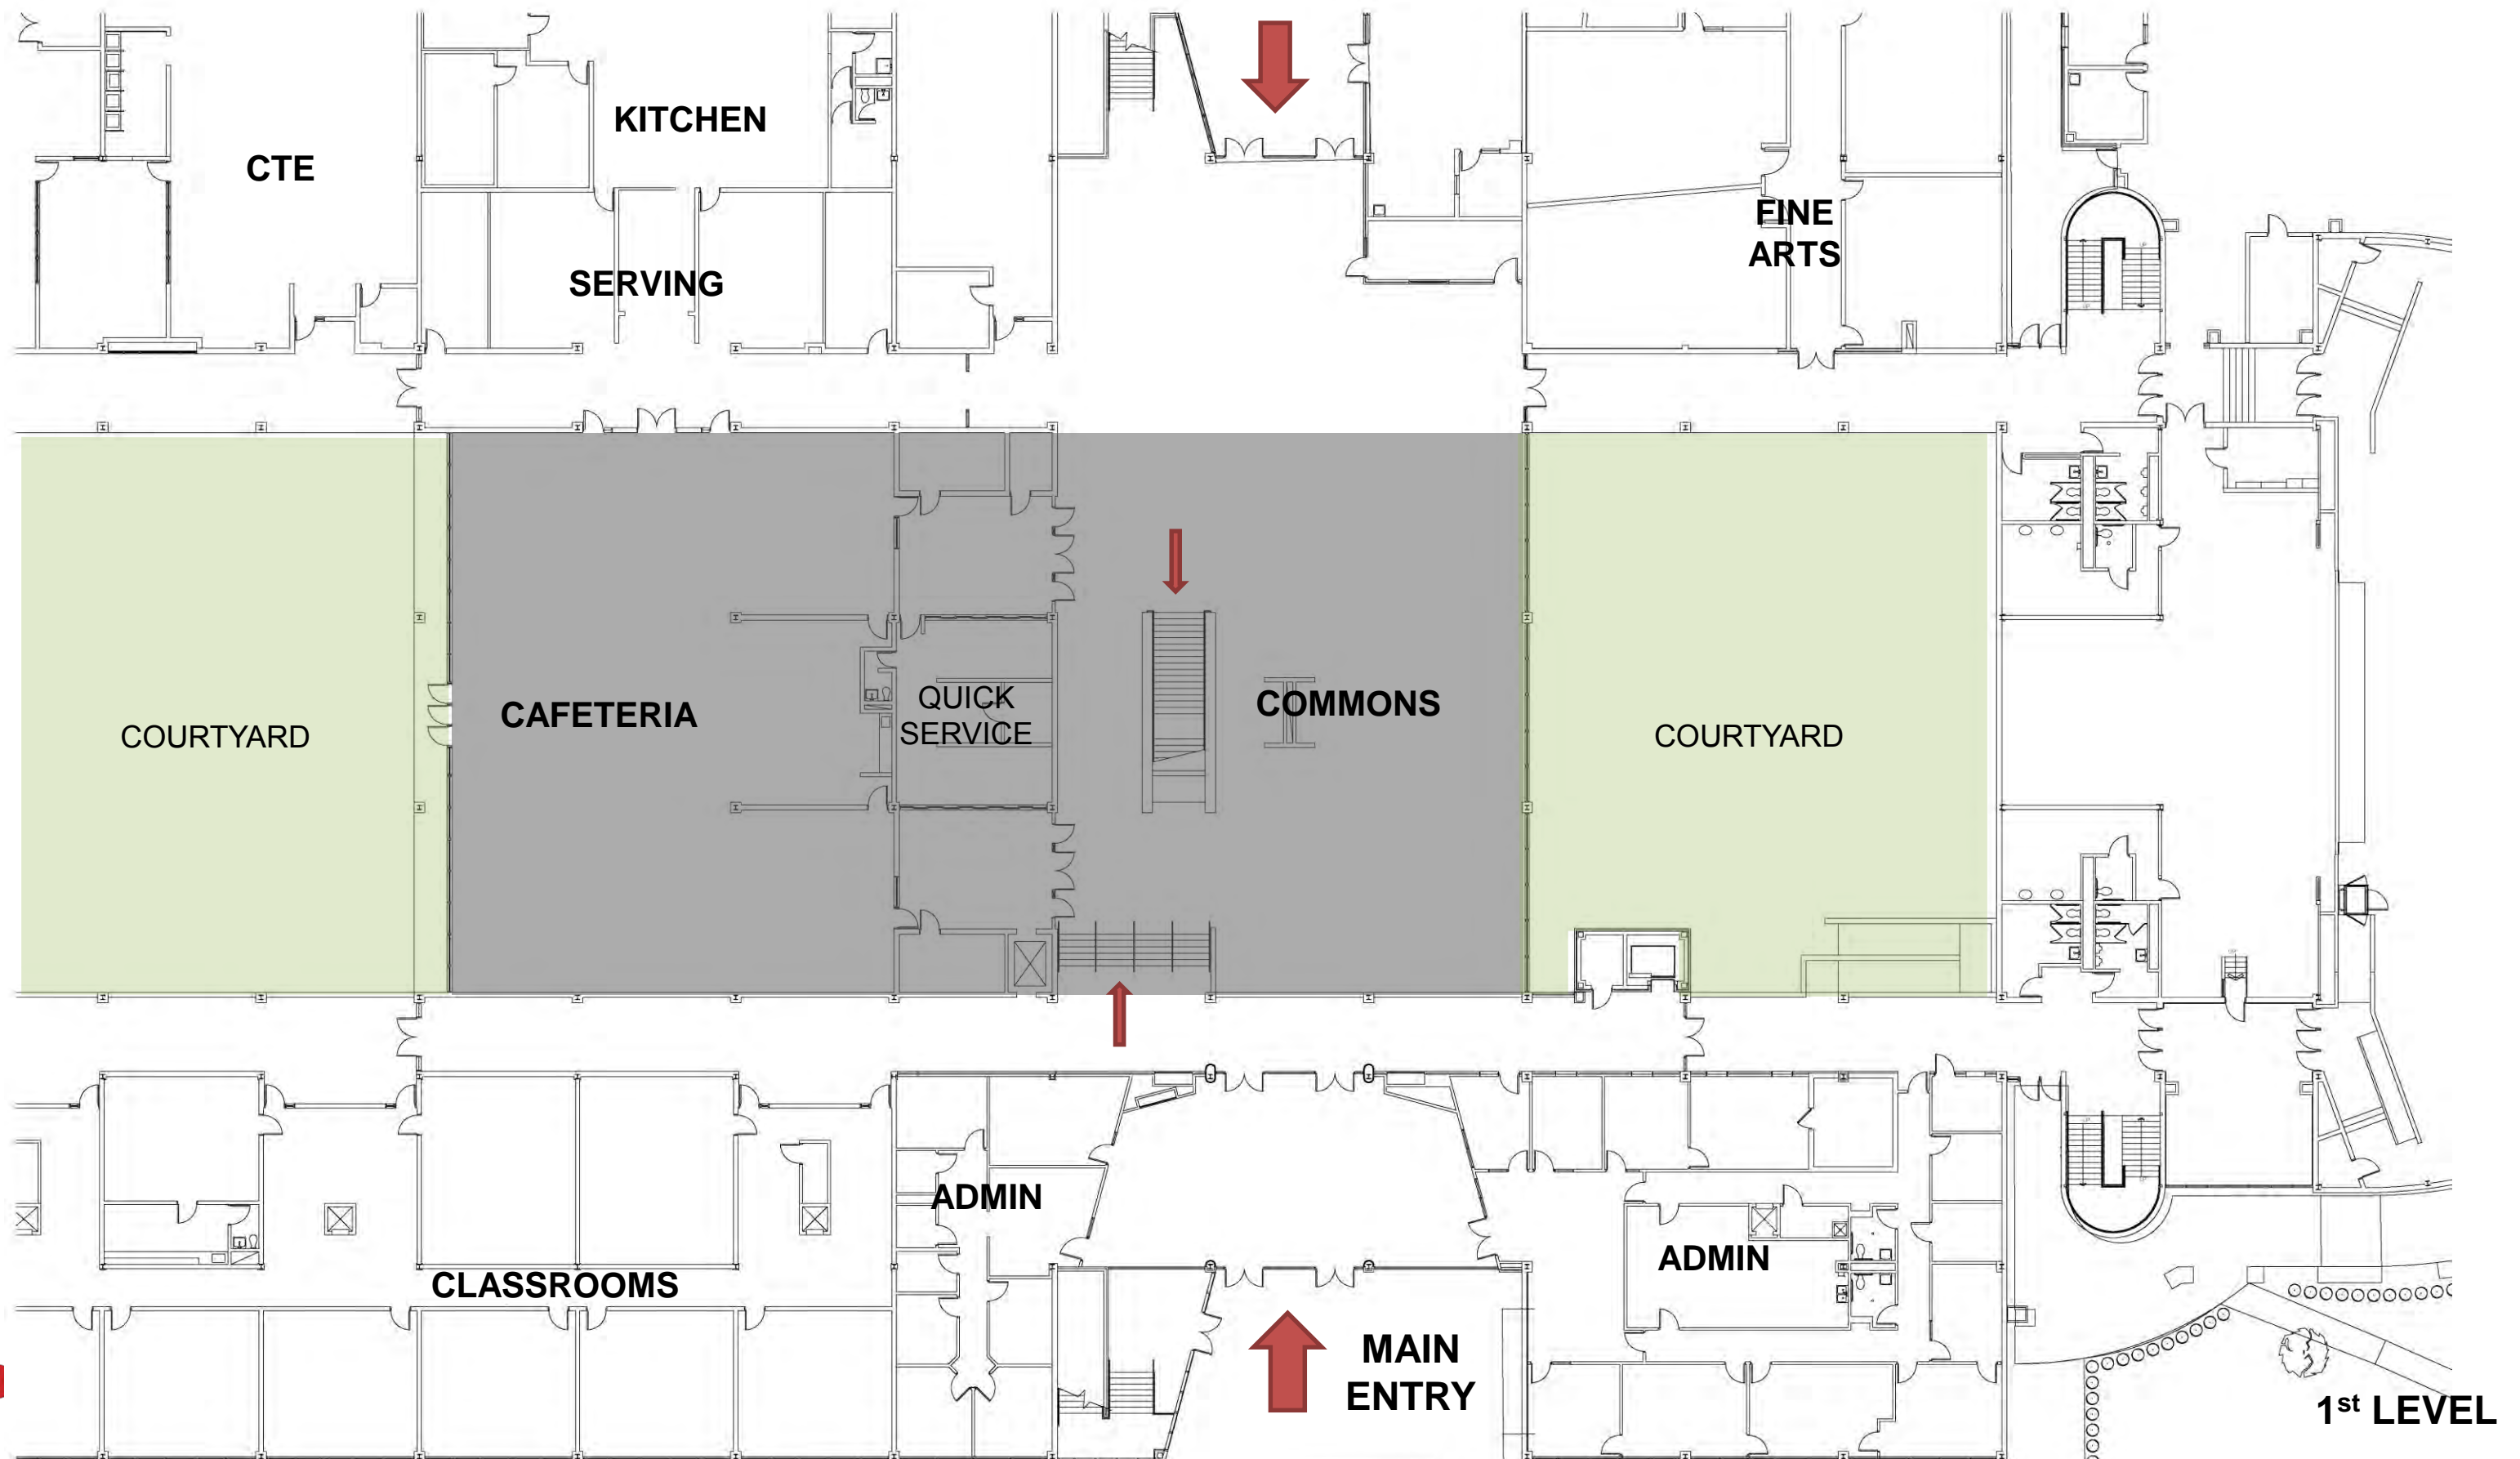 KITCHEN
CTE
FINE
ARTS
SERVING
QUICK
SERVICE
CAFETERIA
COMMONS
COURTYARD
COURTYARD
ADMIN
ADMIN
CLASSROOMS
MAIN
ENTRY
1st LEVEL